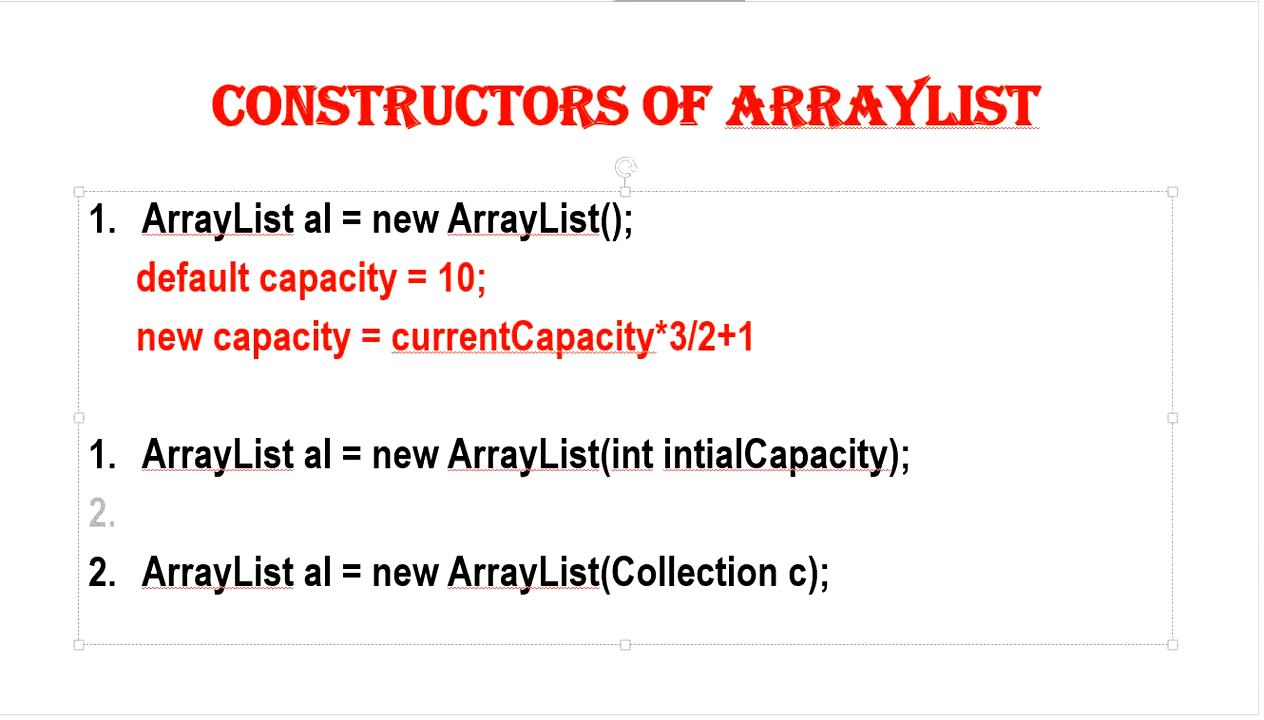 CONSTRUCTORS OF ARRAYLIST
1. ArrayList al = new ArrayList();
default capacity = 10;
new capacity = currentCapacity*3/2+1
1. ArrayList al = new ArrayList(int intialCapacity);
2.
2. ArrayList al = new ArrayList(Collection c);